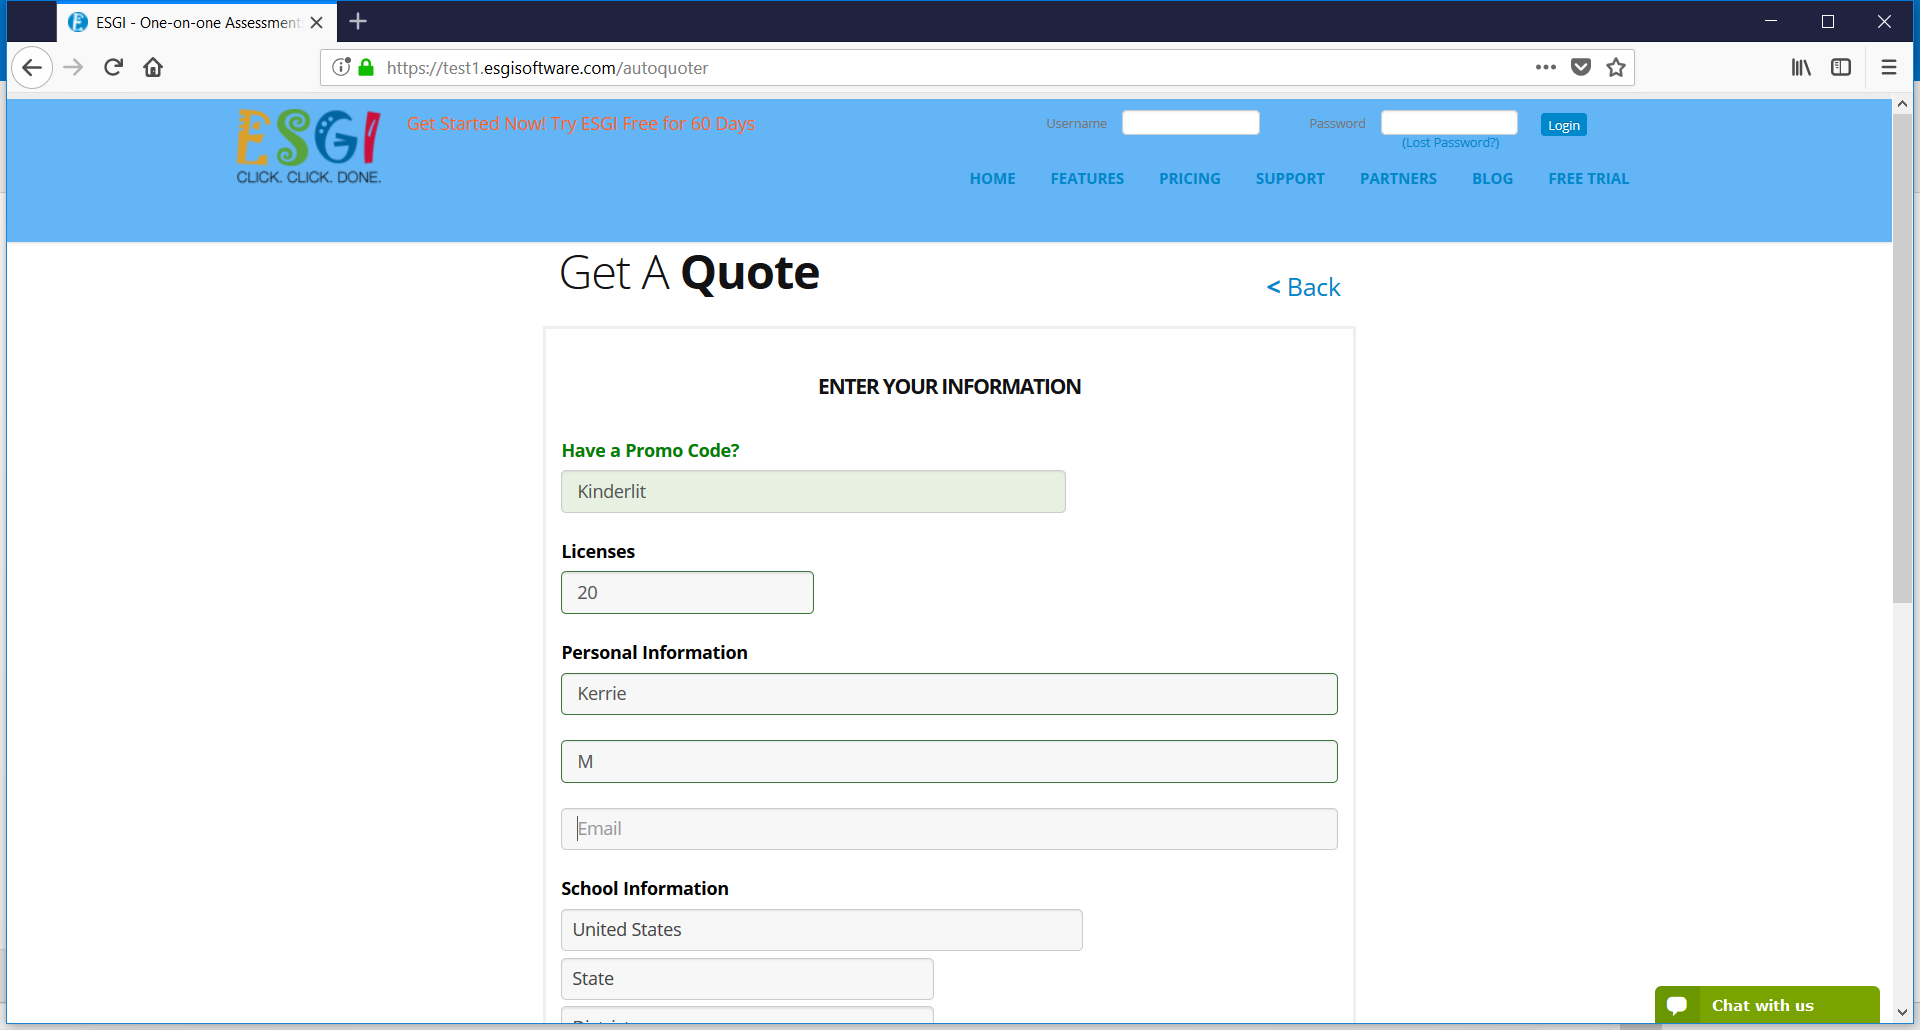 ESGI - One-on-one Assessment
https://test1.esgisoftware.com/autoquoter
ESGI
CLICK. CLICK. DONE.
Get Started Now! Try ESGI Free for 60 Days
Username
Password
Login
(Lost Password?)
HOME FEATURES PRICING SUPPORT PARTNERS BLOG FREE TRIAL
Get A Quote
< Back
ENTER YOUR INFORMATION
Have a Promo Code?
Kinderlit
Licenses
20
Personal Information
Kerrie
M
Email
School Information
United States
State
Chat with us